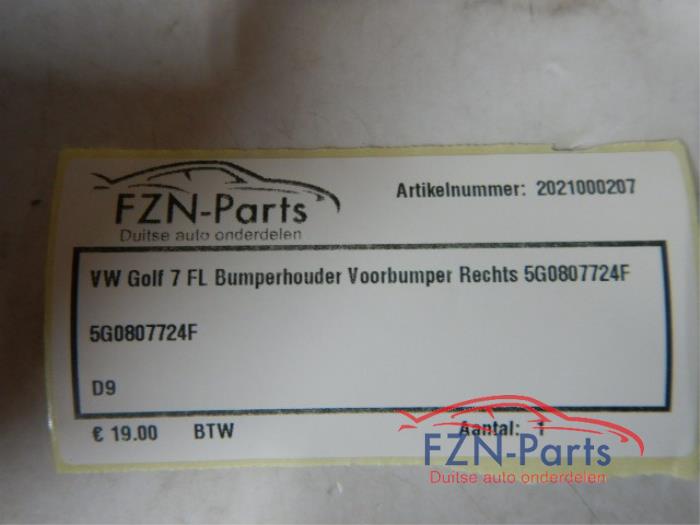 FZN-Parts
Duitse auto onderdelen
Artikelnummer: 2021000207
VW Golf 7 FL Bumperhouder Voorbumper Rechts 5G0807724F
5G0807724F
D9
€ 19.00 BTW Aantal: 1
FZN-Parts
Duitse auto onderdelen